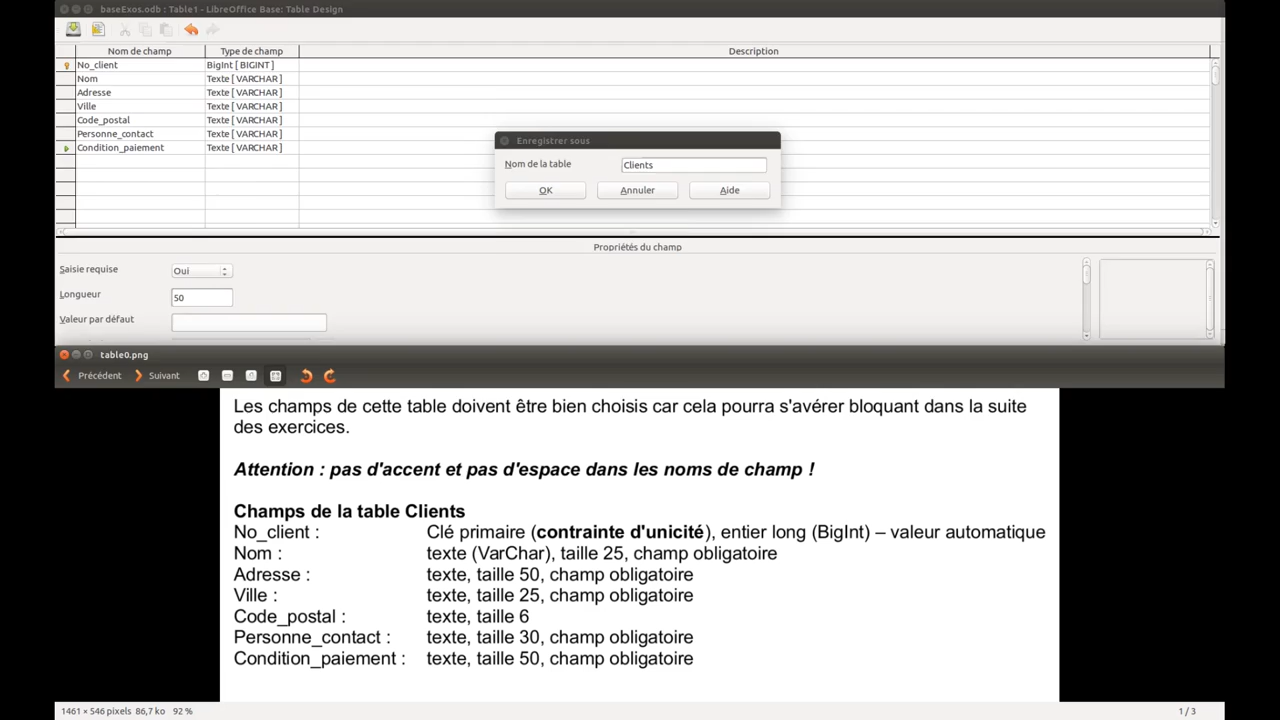 baseExos.odb : Table1 - LibreOffice Base: Table Design
Nom de champ Type de champ Description
No_client BigInt [ BIGINT ]
Nom Texte [ VARCHAR ]
Adresse Texte [ VARCHAR ]
Ville Texte [ VARCHAR ]
Code_postal Texte [ VARCHAR ]
Personne_contact Texte [ VARCHAR ]
Condition_paiement Texte [ VARCHAR ]
Enregistrer sous
Nom de la table Clients
OK Annuler Aide
Propriétés du champ
Saisie requise Oui
Longueur 50
Valeur par défaut
table0.png
Précédent Suivant
Les champs de cette table doivent être bien choisis car cela pourra s'avérer bloquant dans la suite
des exercices.
Attention : pas d'accent et pas d'espace dans les noms de champ !
Champs de la table Clients
No_client : Clé primaire (contrainte d'unicité), entier long (BigInt) – valeur automatique
Nom : texte (VarChar), taille 25, champ obligatoire
Adresse : texte, taille 50, champ obligatoire
Ville : texte, taille 25, champ obligatoire
Code_postal : texte, taille 6
Personne_contact : texte, taille 30, champ obligatoire
Condition_paiement : texte, taille 50, champ obligatoire
1461 × 546 pixels 86,7 ko 92 % 1 / 3